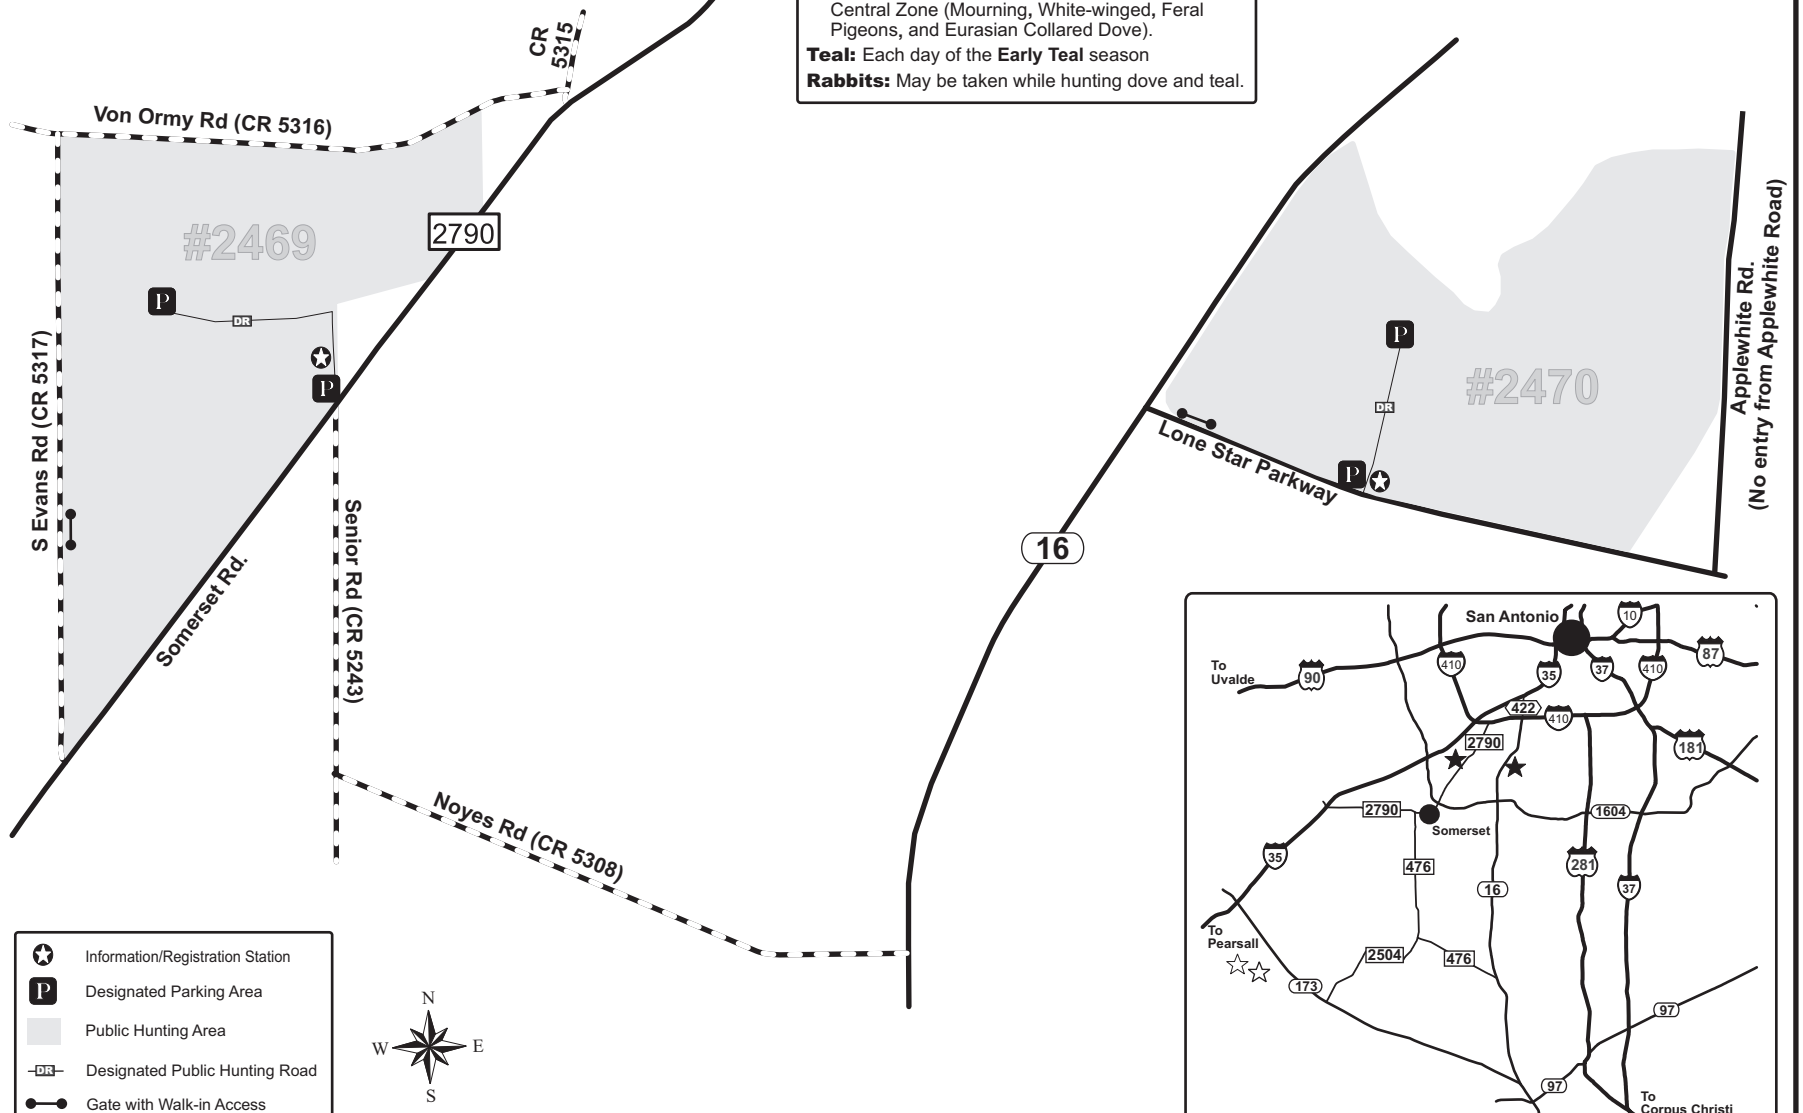 Central Zone (Mourning, White-winged, Feral
Pigeons, and Eurasian Collared Dove).
Teal: Each day of the Early Teal season
Rabbits: May be taken while hunting dove and teal.
CR
5315
Von Ormy Rd (CR 5316)
#2469
2790
P
DR
P
S Evans Rd (CR 5317)
Somerset Rd.
Senior Rd (CR 5243)
Noyes Rd (CR 5308)
16
Lone Star Parkway
P
DR
P
#2470
Applewhite Rd.
(No entry from Applewhite Road)
San Antonio
10
87
To
Uvalde
90
410
35
37
410
422
410
2790
181
2790
Somerset
1604
35
476
281
16
37
To
Pearsall
2504
476
173
97
97
To
Corpus Christi
Information/Registration Station
P
Designated Parking Area
Public Hunting Area
DR
Designated Public Hunting Road
Gate with Walk-in Access
N
W
E
S